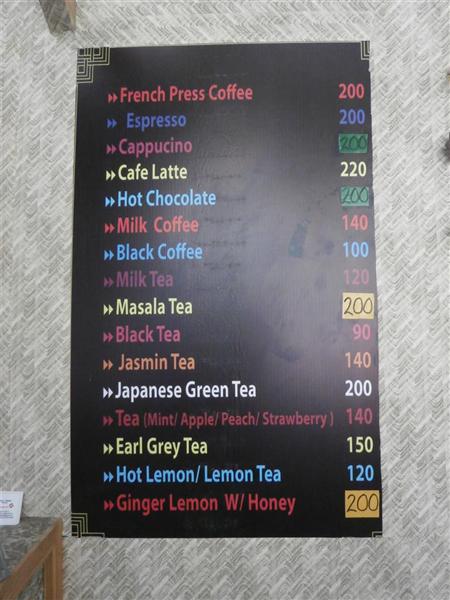 French Press Coffee 200
Espresso 200
Cappucino 200
Cafe Latte 220
Hot Chocolate 200
Milk Coffee 140
Black Coffee 100
Milk Tea 120
Masala Tea 200
Black Tea 90
Jasmin Tea 140
Japanese Green Tea 200
Tea (Mint/ Apple/ Peach/ Strawberry ) 140
Earl Grey Tea 150
Hot Lemon/ Lemon Tea 120
Ginger Lemon W/ Honey 200